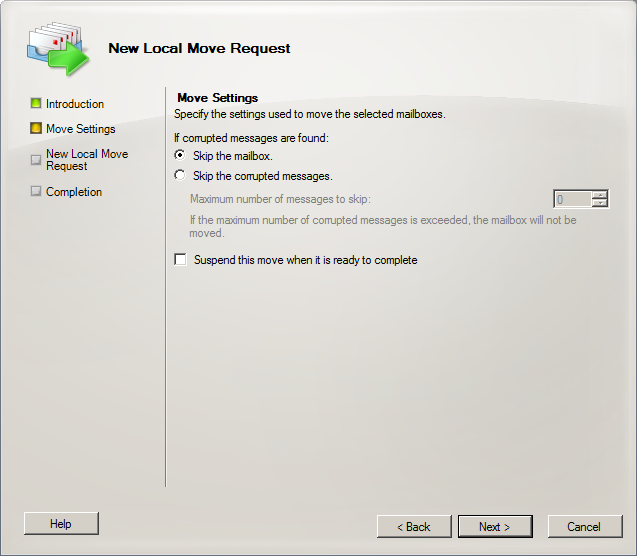 New Local Move Request
Introduction
Move Settings
New Local Move
Request
Completion
Move Settings
Specify the settings used to move the selected mailboxes.
If corrupted messages are found:
Skip the mailbox.
Skip the corrupted messages.
Maximum number of messages to skip:
0
If the maximum number of corrupted messages is exceeded, the mailbox will not be
moved.
Suspend this move when it is ready to complete
Help
< Back
Next >
Cancel